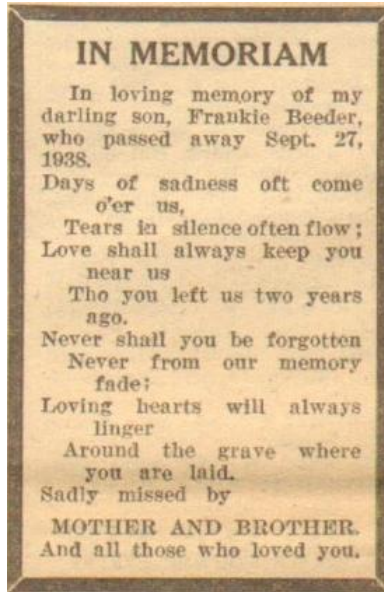 IN MEMORIAM
In loving memory of my
darling son, Frankie Beeder,
who passed away Sept. 27,
1938.
Days of sadness oft come
o'er us,
Tears in silence often flow;
Love shall always keep you
near us
Tho you left us two years
ago.
Never shall you be forgotten
Never from our memory
fade;
Loving hearts will always
linger
Around the grave where
you are laid.
Sadly missed by
MOTHER AND BROTHER.
And all those who loved you.